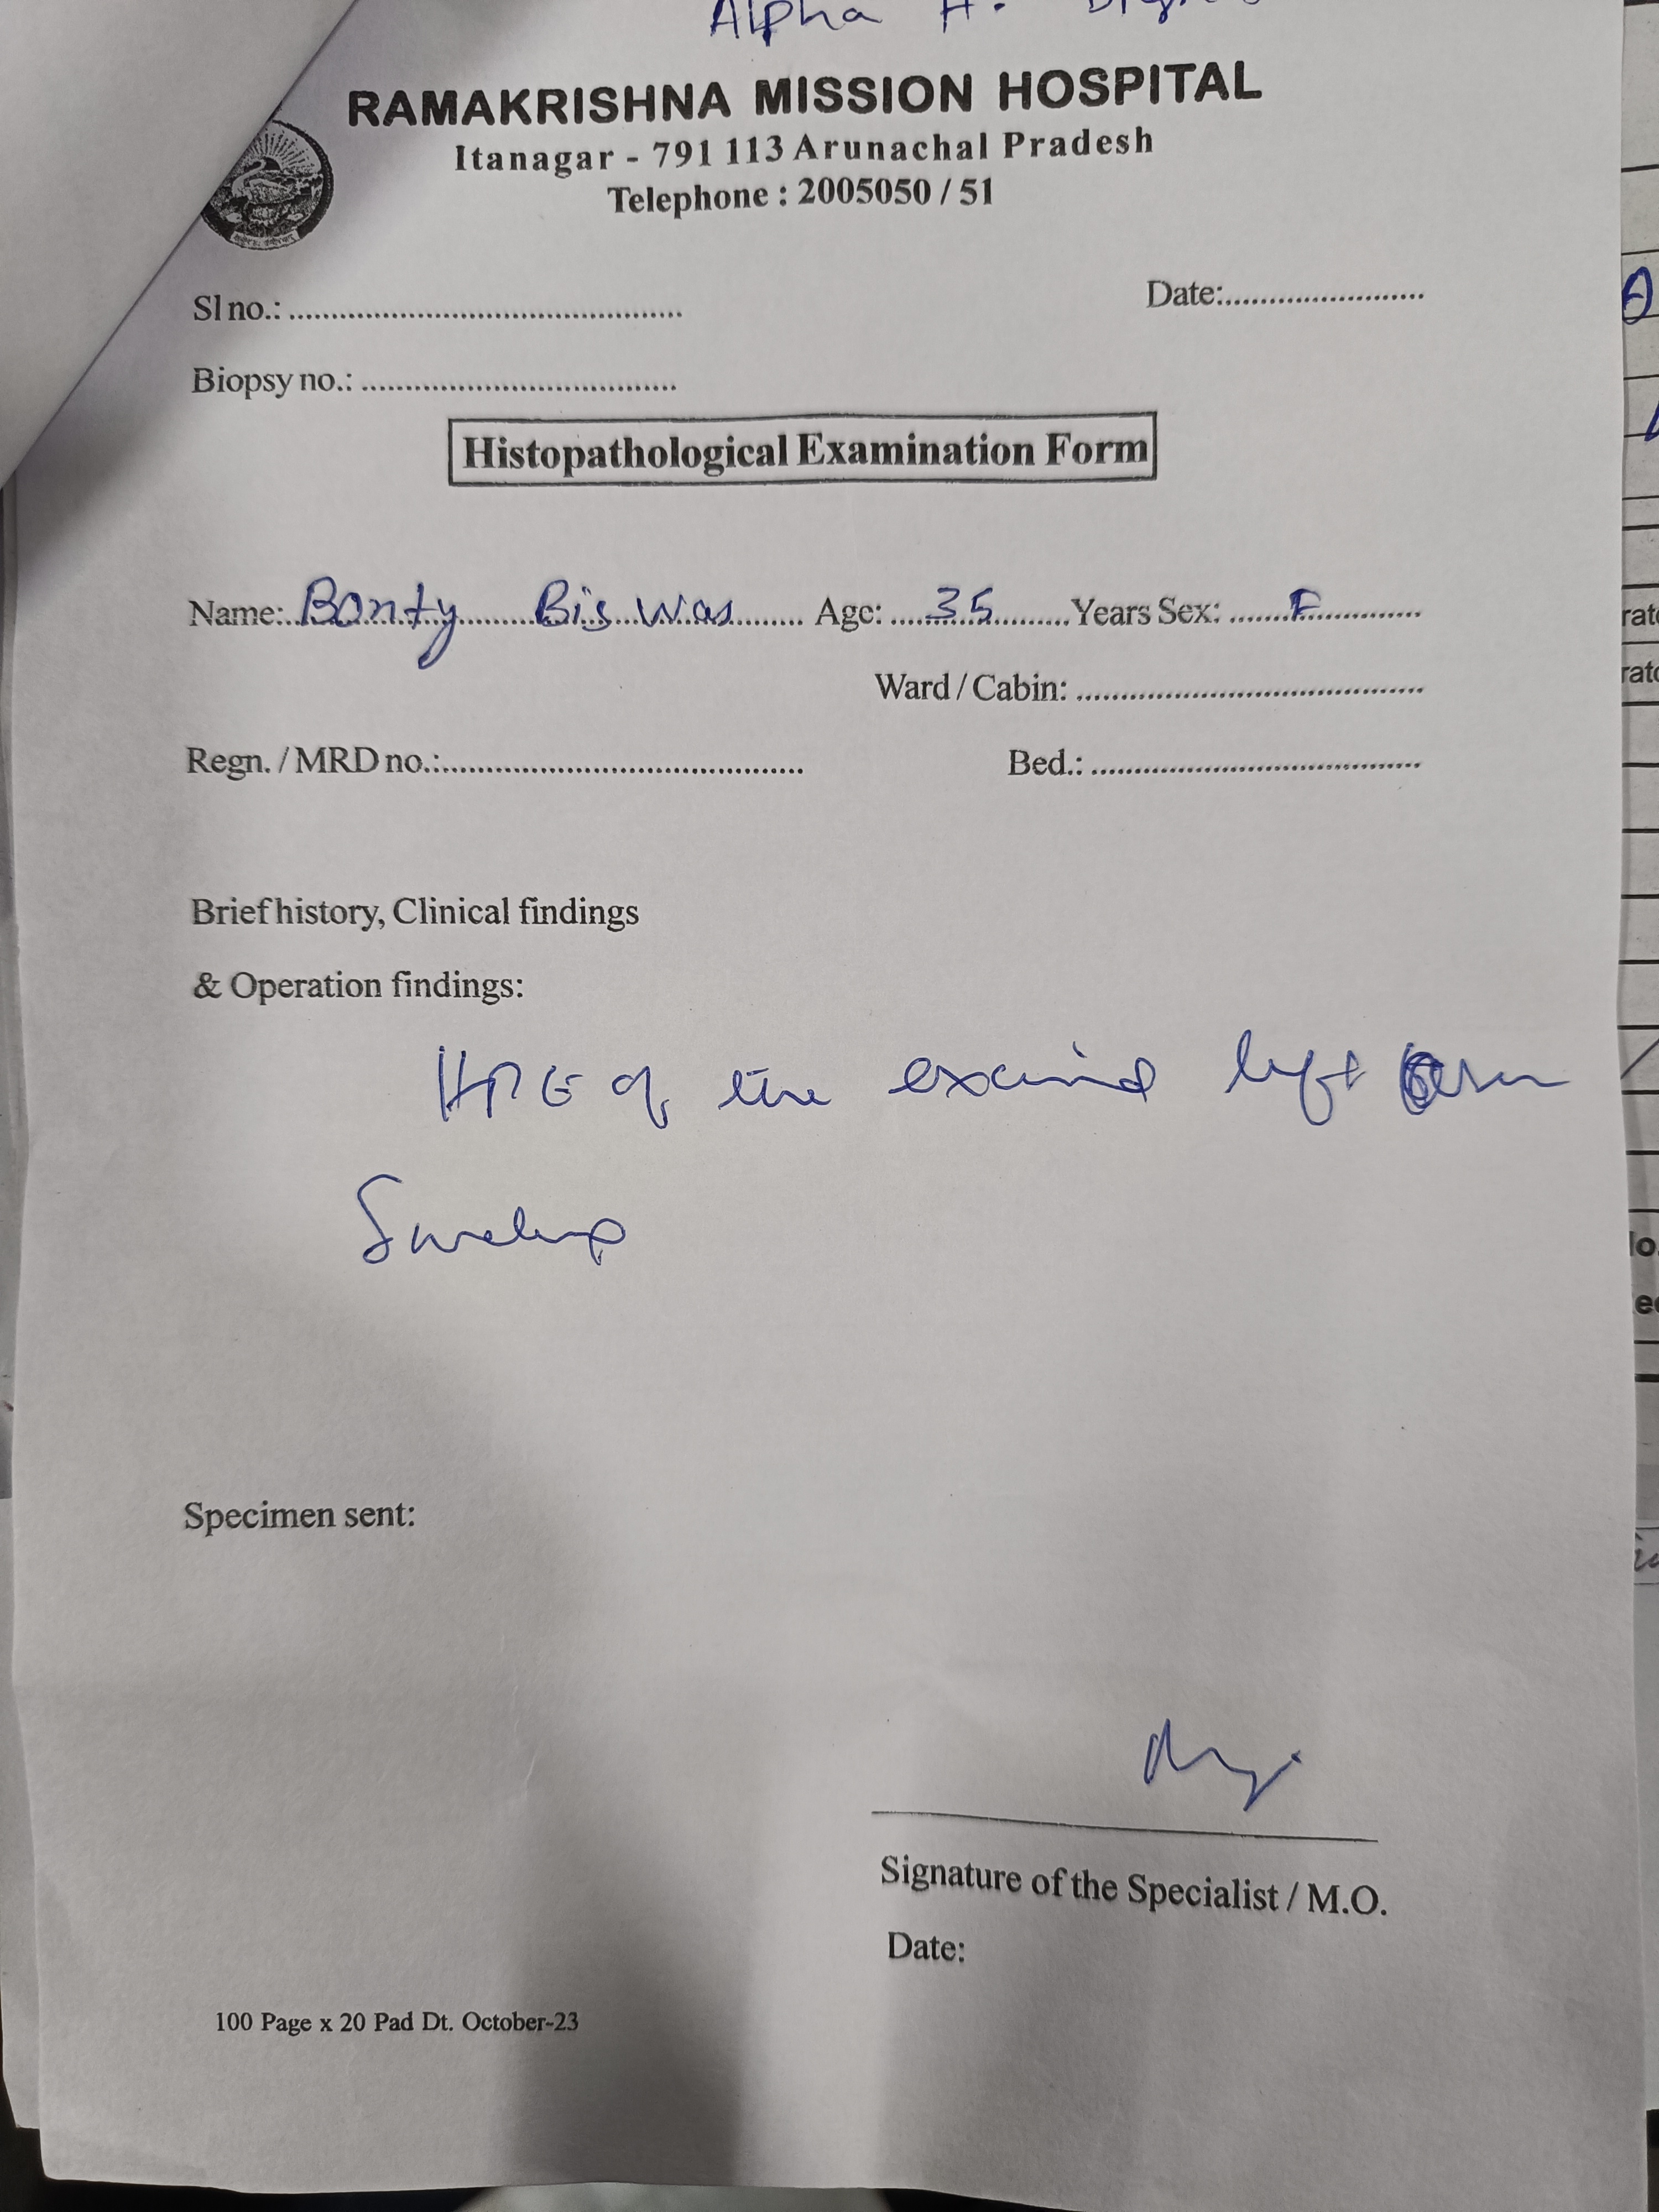 Alpha H.
RAMAKRISHNA MISSION HOSPITAL
Itanagar - 791 113 Arunachal Pradesh
Telephone : 2005050 / 51
Sl no.: ............................................... Date:........................
Biopsy no.: .....................................
Histopathological Examination Form
Name: Bonty Biswas Age: 35 Years Sex: F
Ward / Cabin: ..........................................
Regn. / MRD no.:............................................ Bed.: ........................................
Brief history, Clinical findings
& Operation findings:
HPE of the excised left arm
Swelling
Specimen sent:
Signature of the Specialist / M.O.
Date:
100 Page x 20 Pad Dt. October-23